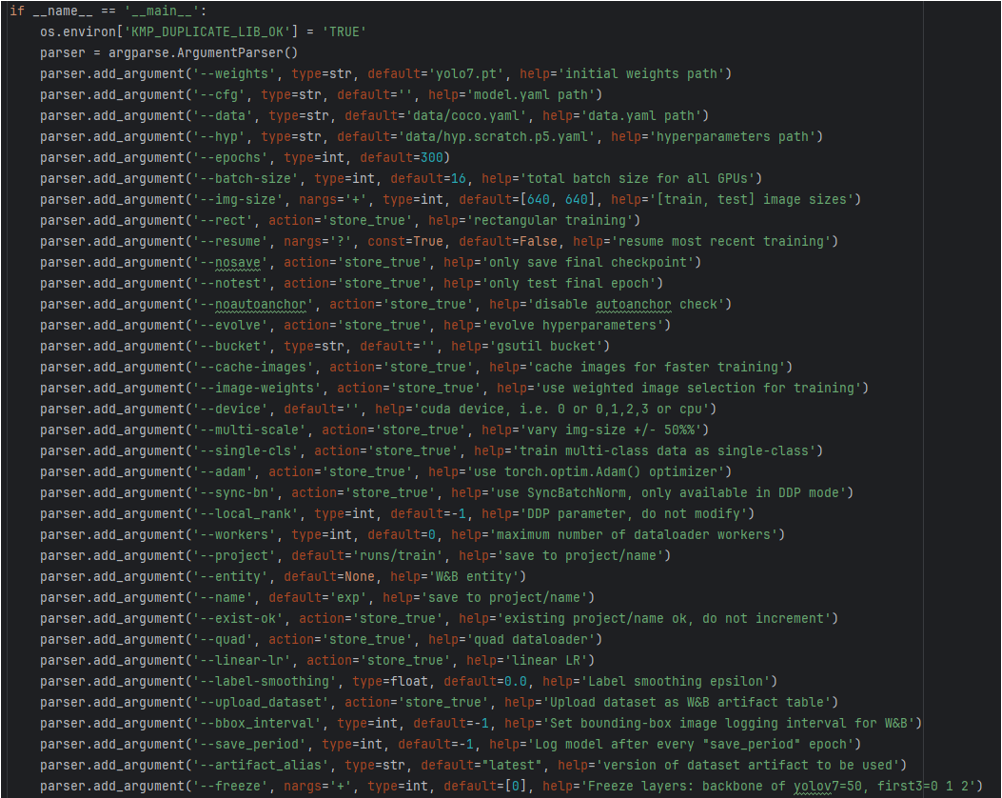 if __name__ == '__main__':
os.environ['KMP_DUPLICATE_LIB_OK'] = 'TRUE'
parser = argparse.ArgumentParser()
parser.add_argument('--weights', type=str, default='yolo7.pt', help='initial weights path')
parser.add_argument('--cfg', type=str, default='', help='model.yaml path')
parser.add_argument('--data', type=str, default='data/coco.yaml', help='data.yaml path')
parser.add_argument('--hyp', type=str, default='data/hyp.scratch.p5.yaml', help='hyperparameters path')
parser.add_argument('--epochs', type=int, default=300)
parser.add_argument('--batch-size', type=int, default=16, help='total batch size for all GPUs')
parser.add_argument('--img-size', nargs='+', type=int, default=[640, 640], help='[train, test] image sizes')
parser.add_argument('--rect', action='store_true', help='rectangular training')
parser.add_argument('--resume', nargs='?', const=True, default=False, help='resume most recent training')
parser.add_argument('--nosave', action='store_true', help='only save final checkpoint')
parser.add_argument('--notest', action='store_true', help='only test final epoch')
parser.add_argument('--noautoanchor', action='store_true', help='disable autoanchor check')
parser.add_argument('--evolve', action='store_true', help='evolve hyperparameters')
parser.add_argument('--bucket', type=str, default='', help='gsutil bucket')
parser.add_argument('--cache-images', action='store_true', help='cache images for faster training')
parser.add_argument('--image-weights', action='store_true', help='use weighted image selection for training')
parser.add_argument('--device', default='', help='cuda device, i.e. 0 or 0,1,2,3 or cpu')
parser.add_argument('--multi-scale', action='store_true', help='vary img-size +/- 50%%')
parser.add_argument('--single-cls', action='store_true', help='train multi-class data as single-class')
parser.add_argument('--adam', action='store_true', help='use torch.optim.Adam() optimizer')
parser.add_argument('--sync-bn', action='store_true', help='use SyncBatchNorm, only available in DDP mode')
parser.add_argument('--local_rank', type=int, default=-1, help='DDP parameter, do not modify')
parser.add_argument('--workers', type=int, default=0, help='maximum number of dataloader workers')
parser.add_argument('--project', default='runs/train', help='save to project/name')
parser.add_argument('--entity', default=None, help='W&B entity')
parser.add_argument('--name', default='exp', help='save to project/name')
parser.add_argument('--exist-ok', action='store_true', help='existing project/name ok, do not increment')
parser.add_argument('--quad', action='store_true', help='quad dataloader')
parser.add_argument('--linear-lr', action='store_true', help='linear LR')
parser.add_argument('--label-smoothing', type=float, default=0.0, help='Label smoothing epsilon')
parser.add_argument('--upload_dataset', action='store_true', help='Upload dataset as W&B artifact table')
parser.add_argument('--bbox_interval', type=int, default=-1, help='Set bounding-box image logging interval for W&B')
parser.add_argument('--save_period', type=int, default=-1, help='Log model after every "save_period" epoch')
parser.add_argument('--artifact_alias', type=str, default="latest", help='version of dataset artifact to be used')
parser.add_argument('--freeze', nargs='+', type=int, default=[0], help='Freeze layers: backbone of yolov7=50, first3=0 1 2')